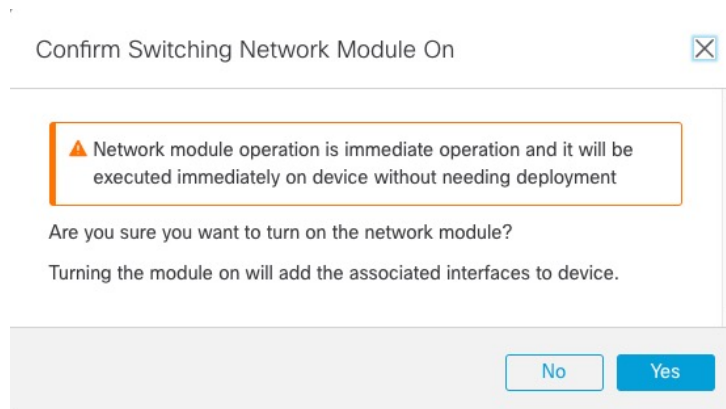 Confirm Switching Network Module On
Network module operation is immediate operation and it will be
executed immediately on device without needing deployment
Are you sure you want to turn on the network module?
Turning the module on will add the associated interfaces to device.
No
Yes